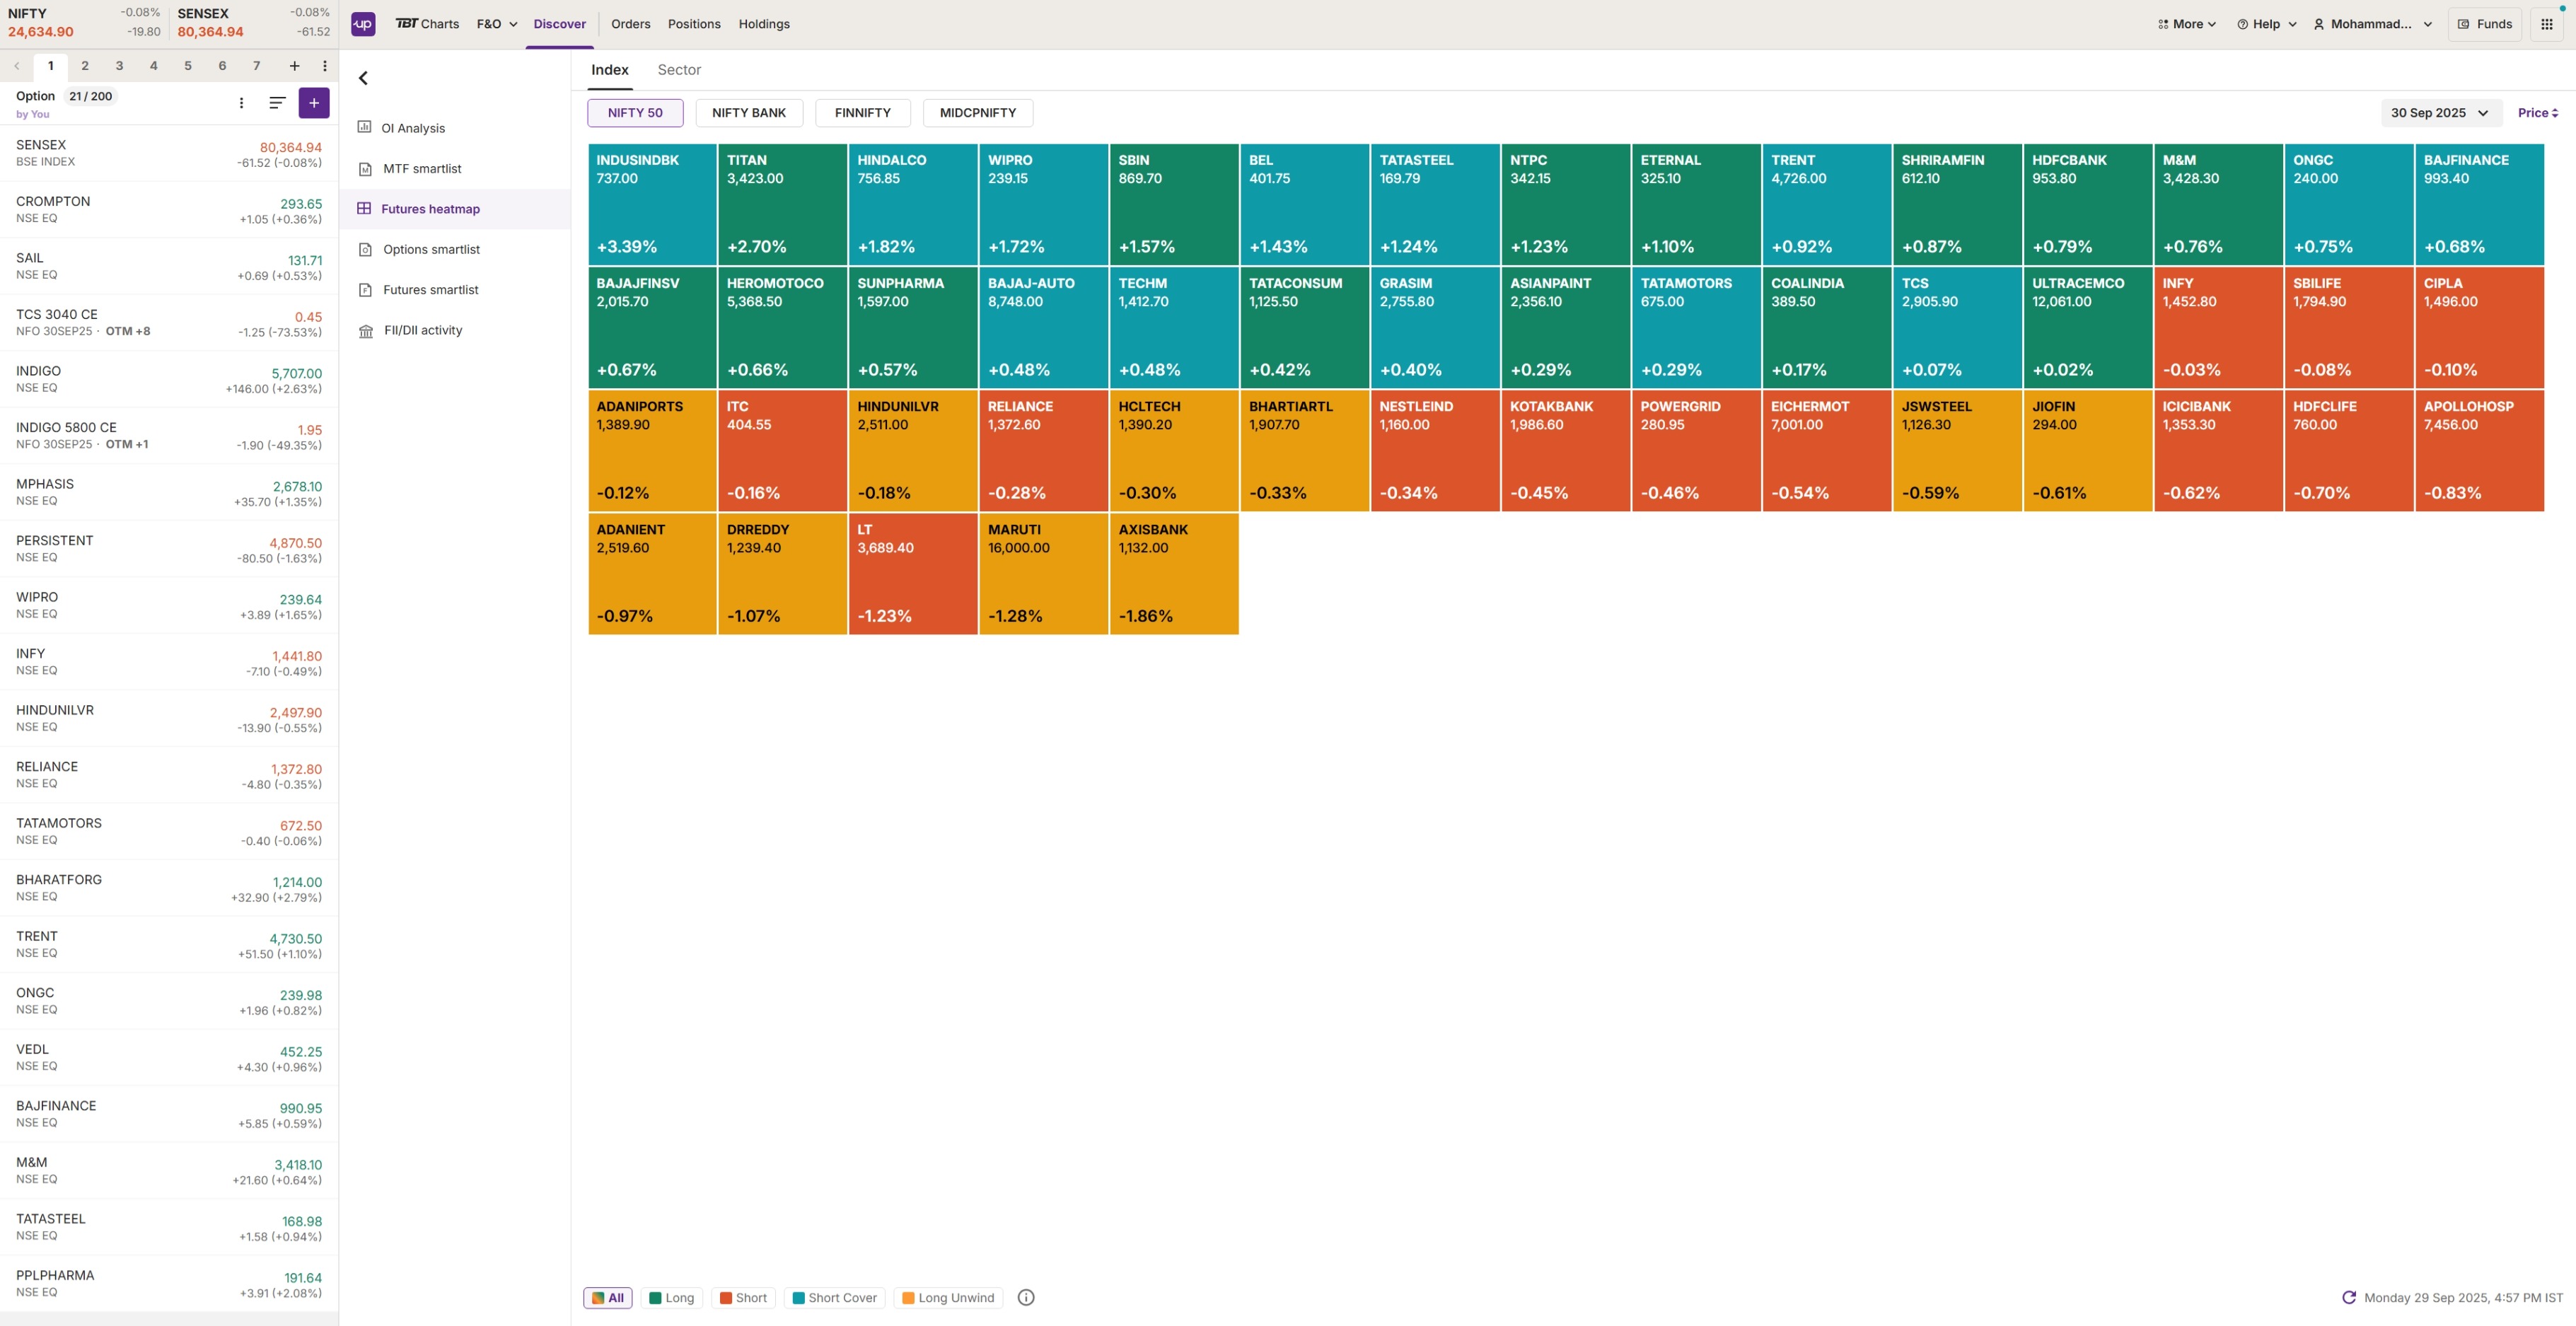 NIFTY -0.08% SENSEX -0.08%
24,634.90 -19.80 80,364.94 -61.52
up TBT Charts F&O Discover Orders Positions Holdings More Help Mohammad... Funds
1 2 3 4 5 6 7 +
Option 21 / 200
by You
SENSEX 80,364.94
BSE INDEX -61.52 (-0.08%)
CROMPTON 293.65
NSE EQ +1.05 (+0.36%)
SAIL 131.71
NSE EQ +0.69 (+0.53%)
TCS 3040 CE 0.45
NFO 30SEP25 · OTM +8 -1.25 (-73.53%)
INDIGO 5,707.00
NSE EQ +146.00 (+2.63%)
INDIGO 5800 CE 1.95
NFO 30SEP25 · OTM +1 -1.90 (-49.35%)
MPHASIS 2,678.10
NSE EQ +35.70 (+1.35%)
PERSISTENT 4,870.50
NSE EQ -80.50 (-1.63%)
WIPRO 239.64
NSE EQ +3.89 (+1.65%)
INFY 1,441.80
NSE EQ -7.10 (-0.49%)
HINDUNILVR 2,497.90
NSE EQ -13.90 (-0.55%)
RELIANCE 1,372.80
NSE EQ -4.80 (-0.35%)
TATAMOTORS 672.50
NSE EQ -0.40 (-0.06%)
BHARATFORG 1,214.00
NSE EQ +32.90 (+2.79%)
TRENT 4,730.50
NSE EQ +51.50 (+1.10%)
ONGC 239.98
NSE EQ +1.96 (+0.82%)
VEDL 452.25
NSE EQ +4.30 (+0.96%)
BAJFINANCE 990.95
NSE EQ +5.85 (+0.59%)
M&M 3,418.10
NSE EQ +21.60 (+0.64%)
TATASTEEL 168.98
NSE EQ +1.58 (+0.94%)
PPLPHARMA 191.64
NSE EQ +3.91 (+2.08%)
OI Analysis
MTF smartlist
Futures heatmap
Options smartlist
Futures smartlist
FII/DII activity
Index Sector
NIFTY 50 NIFTY BANK FINNIFTY MIDCPNIFTY 30 Sep 2025 Price
INDUSINDBK TITAN HINDALCO WIPRO SBIN BEL TATASTEEL NTPC ETERNAL TRENT SHRIRAMFIN HDFCBANK M&M ONGC BAJFINANCE
737.00 3,423.00 756.85 239.15 869.70 401.75 169.79 342.15 325.10 4,726.00 612.10 953.80 3,428.30 240.00 993.40
+3.39% +2.70% +1.82% +1.72% +1.57% +1.43% +1.24% +1.23% +1.10% +0.92% +0.87% +0.79% +0.76% +0.75% +0.68%
BAJAJFINSV HEROMOTOCO SUNPHARMA BAJAJ-AUTO TECHM TATACONSUM GRASIM ASIANPAINT TATAMOTORS COALINDIA TCS ULTRACEMCO INFY SBILIFE CIPLA
2,015.70 5,368.50 1,597.00 8,748.00 1,412.70 1,125.50 2,755.80 2,356.10 675.00 389.50 2,905.90 12,061.00 1,452.80 1,794.90 1,496.00
+0.67% +0.66% +0.57% +0.48% +0.48% +0.42% +0.40% +0.29% +0.29% +0.17% +0.07% +0.02% -0.03% -0.08% -0.10%
ADANIPORTS ITC HINDUNILVR RELIANCE HCLTECH BHARTIARTL NESTLEIND KOTAKBANK POWERGRID EICHERMOT JSWSTEEL JIOFIN ICICIBANK HDFCLIFE APOLLOHOSP
1,389.90 404.55 2,511.00 1,372.60 1,390.20 1,907.70 1,160.00 1,986.60 280.95 7,001.00 1,126.30 294.00 1,353.30 760.00 7,456.00
-0.12% -0.16% -0.18% -0.28% -0.30% -0.33% -0.34% -0.45% -0.46% -0.54% -0.59% -0.61% -0.62% -0.70% -0.83%
ADANIENT DRREDDY LT MARUTI AXISBANK
2,519.60 1,239.40 3,689.40 16,000.00 1,132.00
-0.97% -1.07% -1.23% -1.28% -1.86%
All Long Short Short Cover Long Unwind Monday 29 Sep 2025, 4:57 PM IST